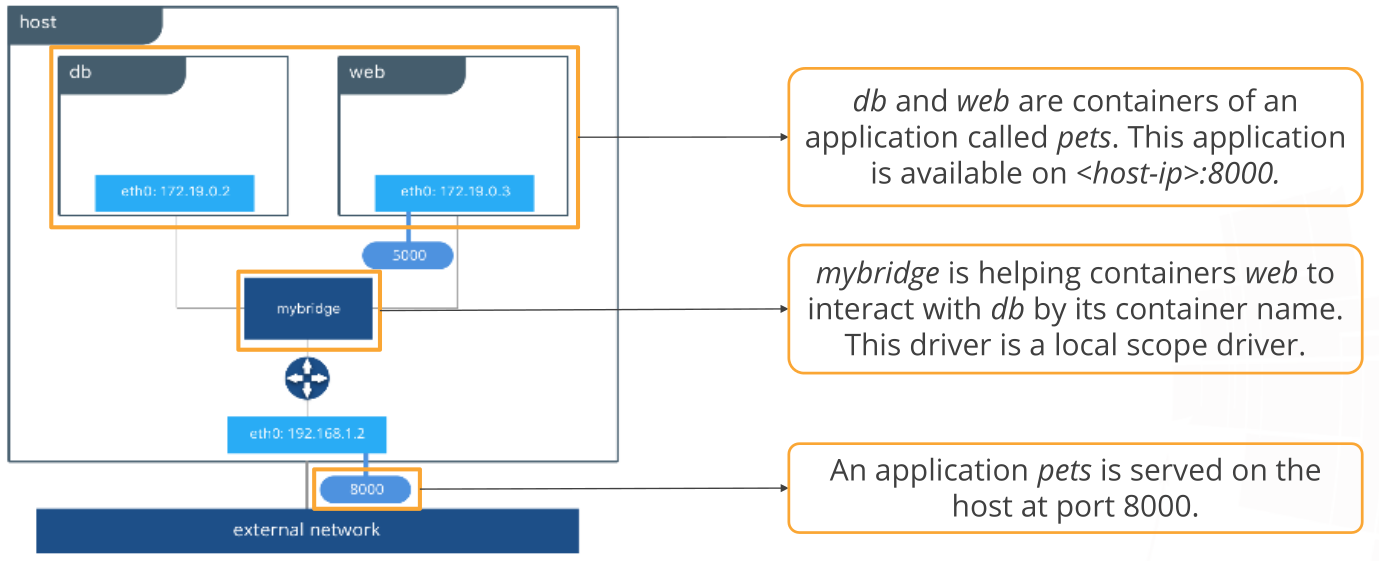 host
db
web
eth0: 172.19.0.2
eth0: 172.19.0.3
5000
mybridge
eth0: 192.168.1.2
8000
external network
db and web are containers of an
application called pets. This application
is available on <host-ip>:8000.
mybridge is helping containers web to
interact with db by its container name.
This driver is a local scope driver.
An application pets is served on the
host at port 8000.